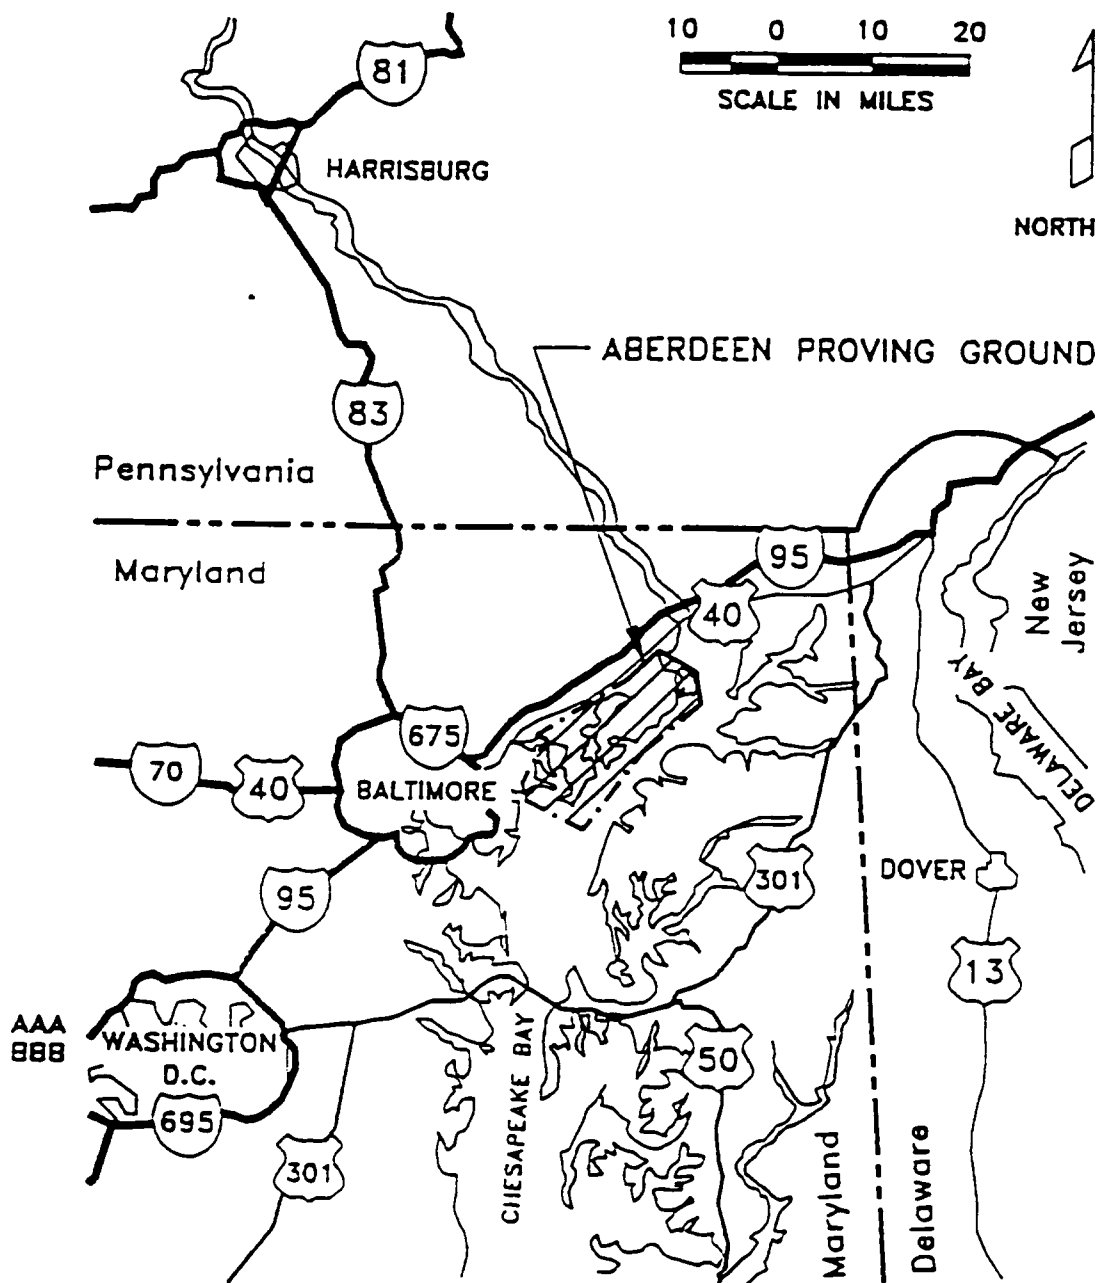 10 0 10 20
SCALE IN MILES
81
HARRISBURG
NORTH
ABERDEEN PROVING GROUND
83
Pennsylvania
Maryland
95
40
New
Jersey
DELAWARE BAY
675
70
40
BALTIMORE
301
DOVER
95
13
AAA
BBB
WASHINGTON
D.C.
50
695
301
CHESAPEAKE BAY
Maryland
Delaware